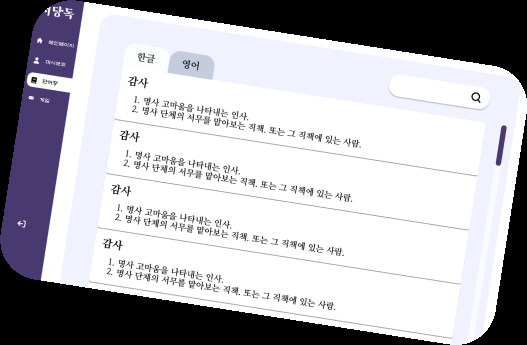 당독
메인페이지
대시보드
단어장
게임
한글
영어
감사
1. 명사 고마움을 나타내는 인사.
2. 명사 단체의 서무를 맡아보는 직책. 또는 그 직책에 있는 사람.
감사
1. 명사 고마움을 나타내는 인사.
2. 명사 단체의 서무를 맡아보는 직책. 또는 그 직책에 있는 사람.
감사
1. 명사 고마움을 나타내는 인사.
2. 명사 단체의 서무를 맡아보는 직책. 또는 그 직책에 있는 사람.
감사
1. 명사 고마움을 나타내는 인사.
2. 명사 단체의 서무를 맡아보는 직책. 또는 그 직책에 있는 사람.